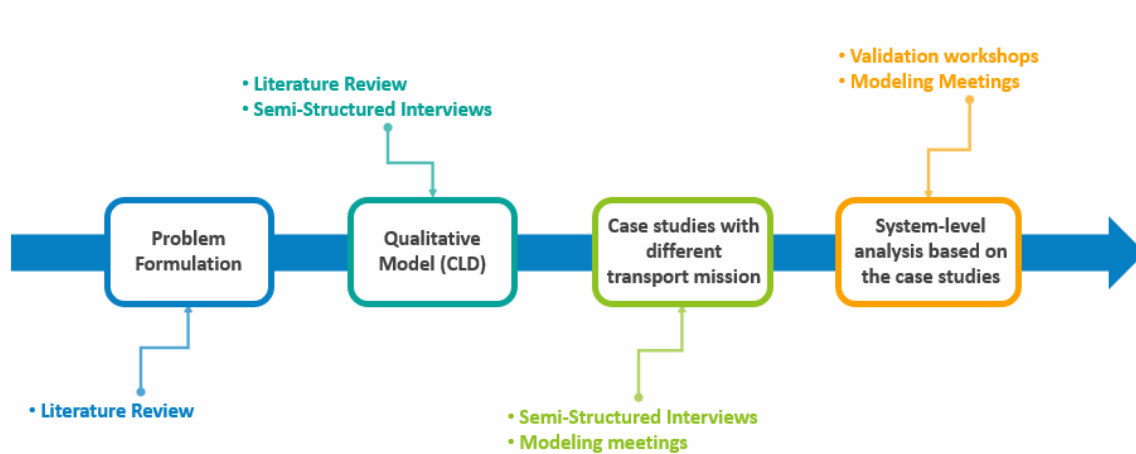 • Validation workshops
• Modeling Meetings
• Literature Review
• Semi-Structured Interviews
Problem
Formulation
Qualitative
Model (CLD)
Case studies with
different
transport mission
System-level
analysis based on
the case studies
• Literature Review
• Semi-Structured Interviews
• Modeling meetings